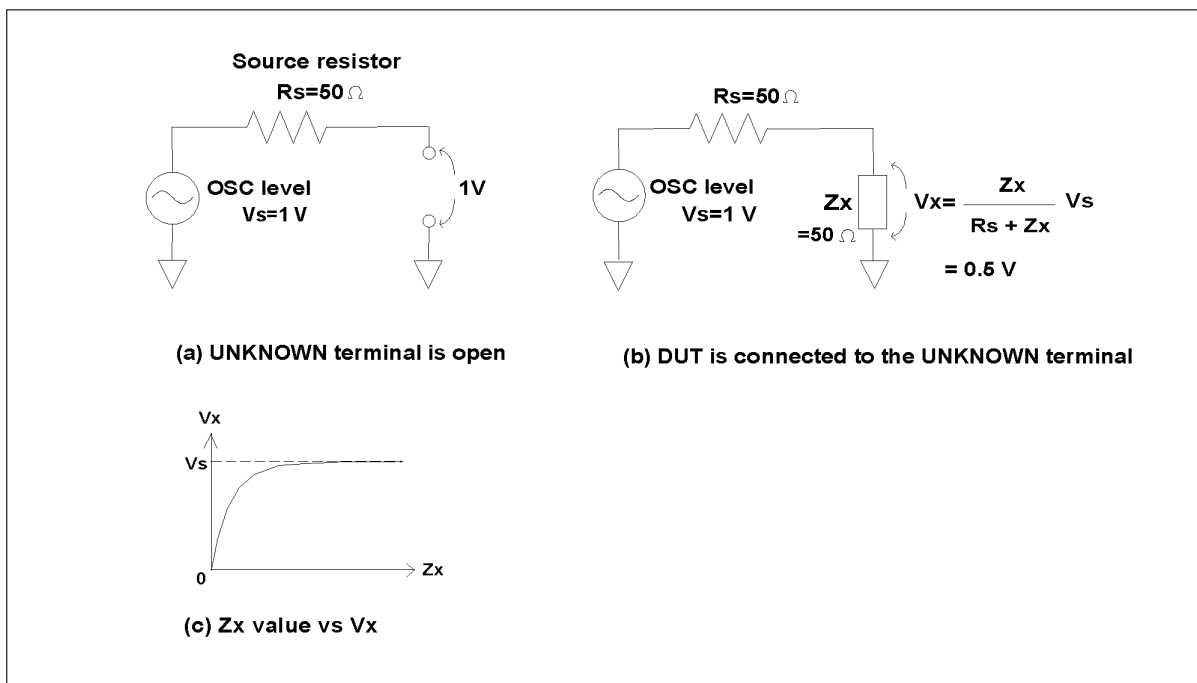 Source resistor
Rs=50 Ω
OSC level
Vs=1 V
1V
(a) UNKNOWN terminal is open
Rs=50 Ω
OSC level
Vs=1 V
Zx
=50 Ω
Vx= Zx / Rs + Zx Vs
= 0.5 V
(b) DUT is connected to the UNKNOWN terminal
Vx
Vs
0
Zx
(c) Zx value vs Vx